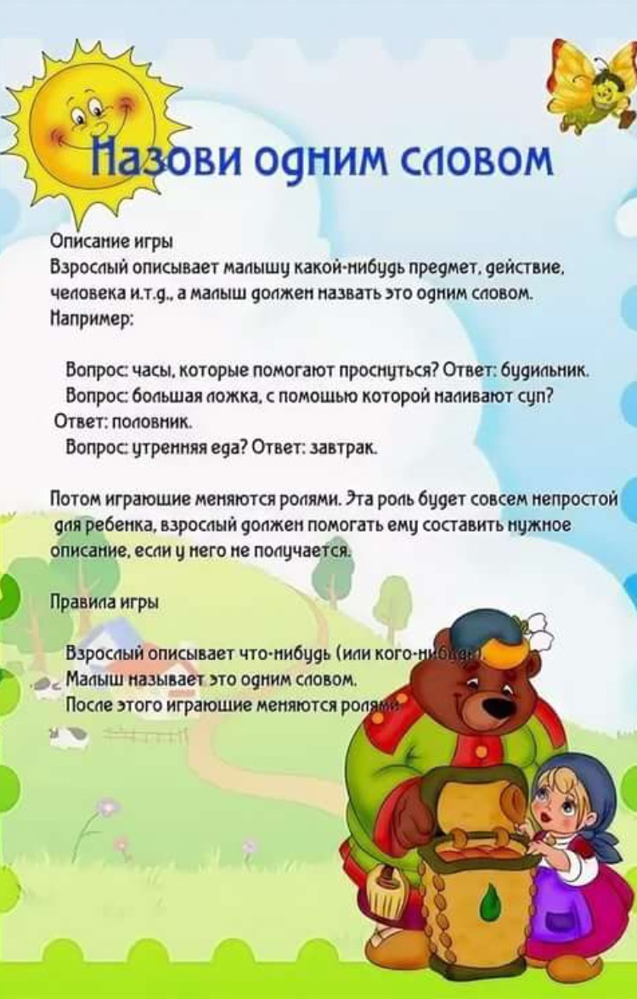 Назови одним словом
Описание игры
Взрослый описывает малышу какой-нибудь предмет, действие,
человека и.т.д., а малыш должен назвать это одним словом.
Например:
Вопрос: часы, которые помогают проснуться? Ответ: будильник.
Вопрос: большая ложка, с помощью которой наливают суп?
Ответ: половник.
Вопрос: утренняя еда? Ответ: завтрак.
Потом играющие меняются ролями. Эта роль будет совсем непростой
для ребенка, взрослый должен помогать ему составить нужное
описание, если у него не получается.
Правила игры
Взрослый описывает что-нибудь (или кого-нибудь).
Малыш называет это одним словом.
После этого играющие меняются ролями.